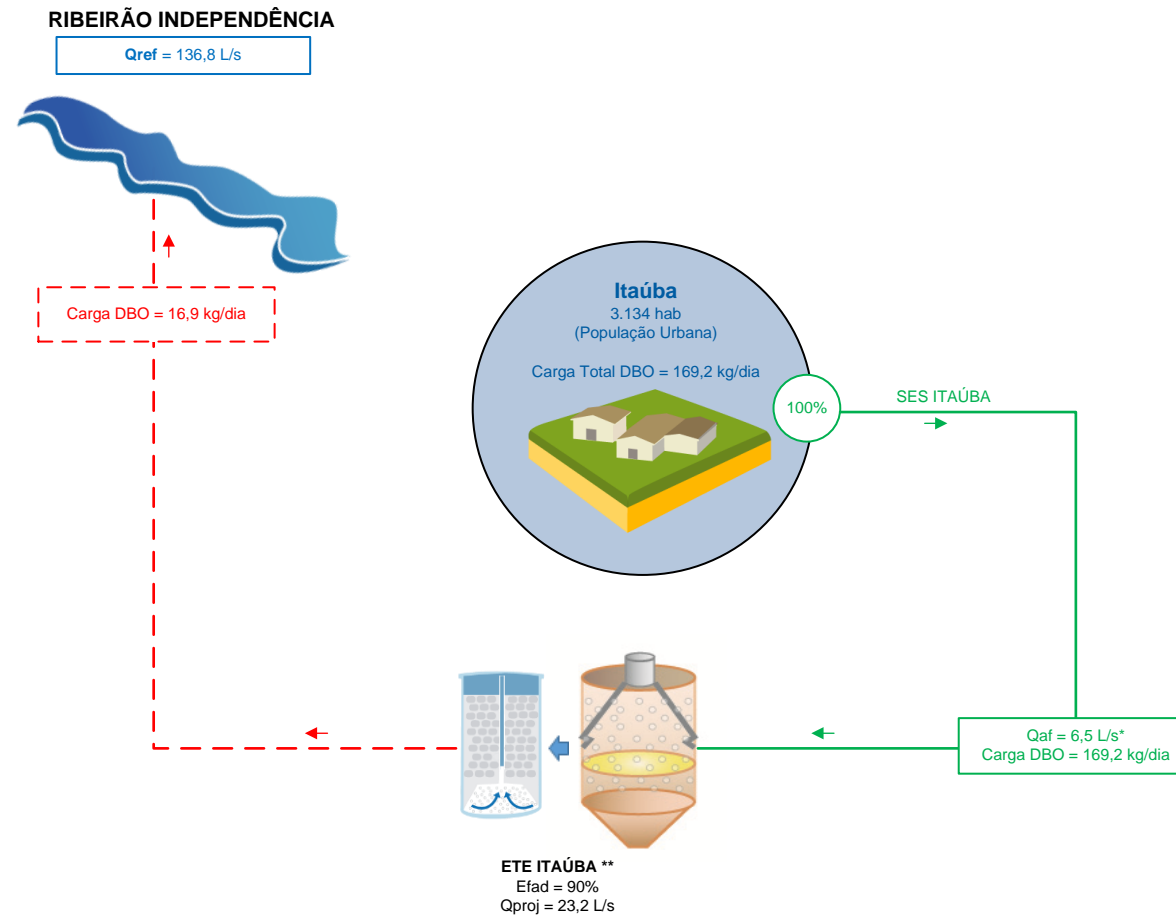 RIBEIRÃO INDEPENDÊNCIA
Qref = 136,8 L/s
Carga DBO = 16,9 kg/dia
Itaúba
3.134 hab
(População Urbana)
Carga Total DBO = 169,2 kg/dia
100%
SES ITAÚBA
Qaf = 6,5 L/s*
Carga DBO = 169,2 kg/dia
ETE ITAÚBA **
Efad = 90%
Qproj = 23,2 L/s